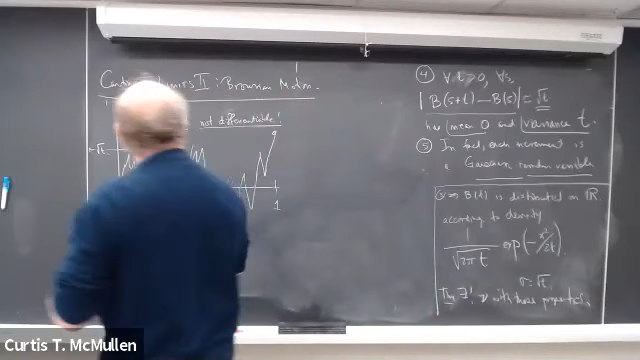 II : Brownian Motion
not differentiable!
√t
1
④ ∀ t > 0, ∀s,
| B(s+t) - B(s) | ≍ √t
has mean 0 and variance t.
⑤ In fact, each increment is
a Gaussian random variable
⇒ B(t) is distributed on ℝ
according to density
1/√(2πt) exp(-x²/2t).
σ = √t.
Thm ∃! with these properties.
Curtis T. McMullen